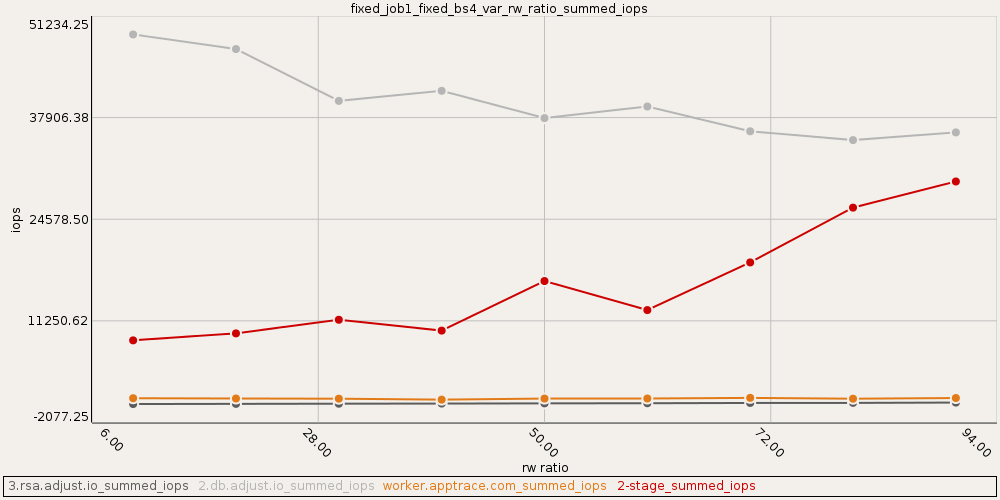 fixed_job1_fixed_bs4_var_rw_ratio_summed_iops
51234.25
37906.38
24578.50
11250.62
-2077.25
iops
6.00
28.00
50.00
72.00
94.00
rw ratio
3.rsa.adjust.io_summed_iops 2.db.adjust.io_summed_iops worker.apptrace.com_summed_iops 2-stage_summed_iops